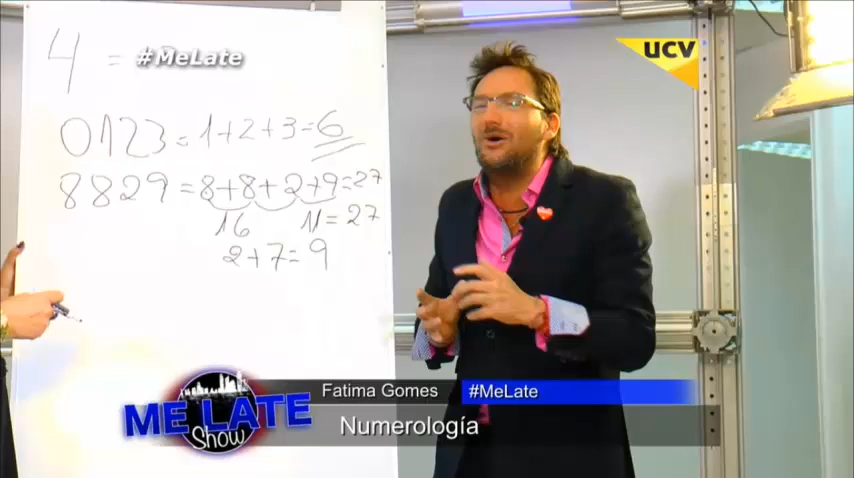 4 = #MeLate
UCV
0123 = 1+2+3=6
8829 = 8+8+2+9=27
16 11 = 27
2+7= 9
Fatima Gomes #MeLate
ME LATE
Show
Numerología